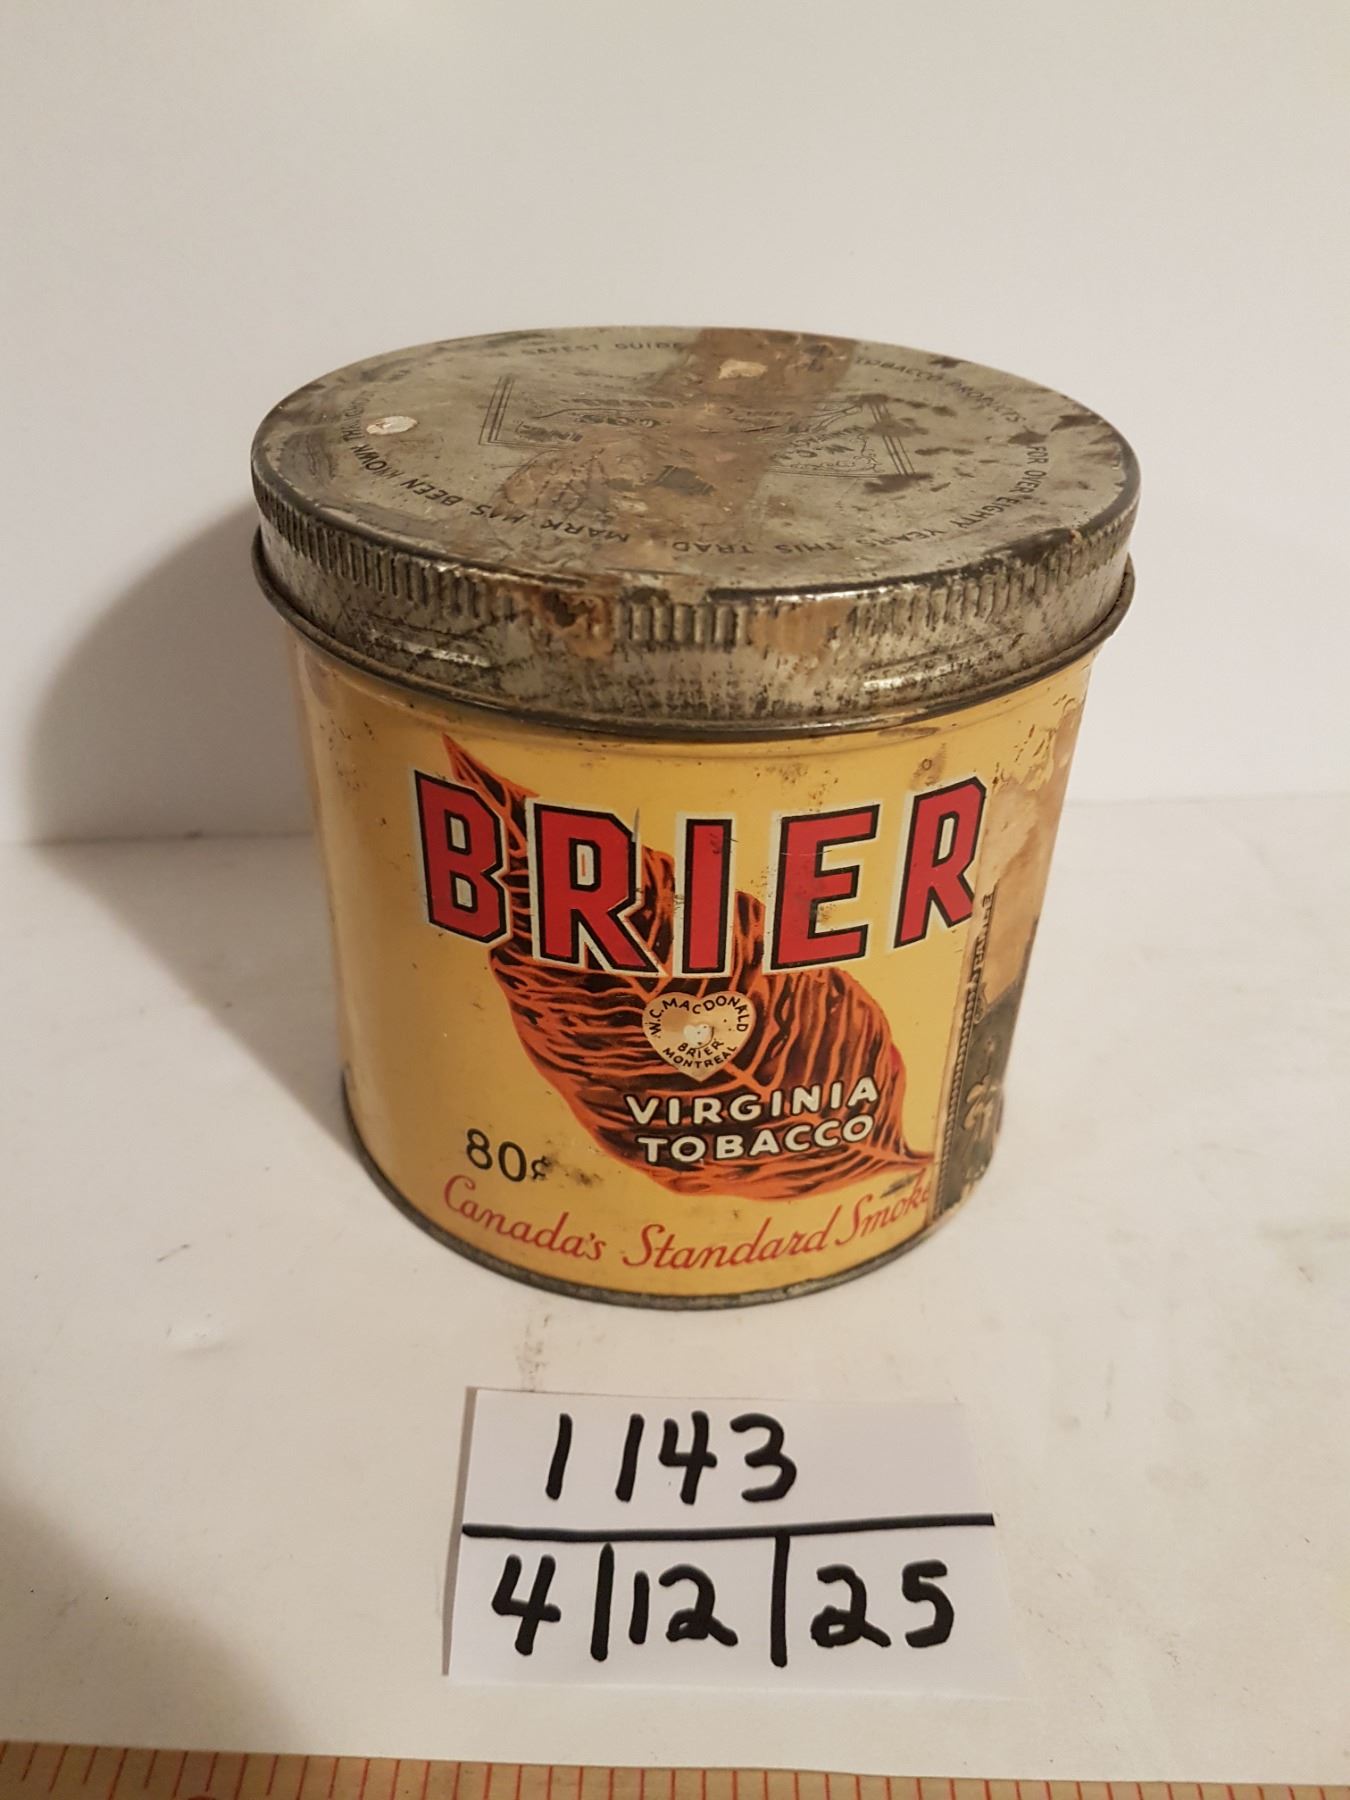 SAFEST GUIDE
TOBACCO PRODUCTS
FOR OVER EIGHTY YEARS THIS TRADE MARK HAS BEEN KNOWN THROUGHOUT
BRIER
W.C. MACDONALD
BRIER
MONTREAL
VIRGINIA
TOBACCO
80¢
Canada's Standard Smoke
1143
4/12/25